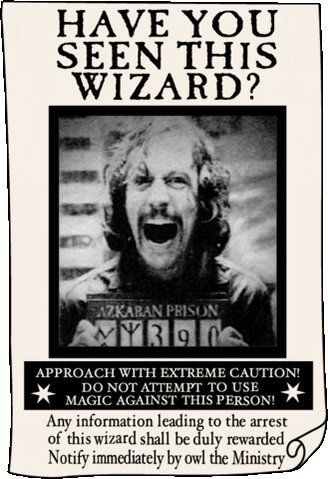 HAVE YOU
SEEN THIS
WIZARD?
AZKABAN PRISON
390
APPROACH WITH EXTREME CAUTION!
DO NOT ATTEMPT TO USE
MAGIC AGAINST THIS PERSON!
Any information leading to the arrest
of this wizard shall be duly rewarded
Notify immediately by owl the Ministry